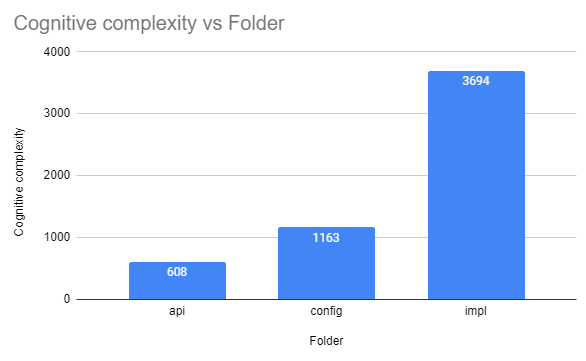 Cognitive complexity vs Folder
Cognitive complexity
4000
3000
2000
1000
0
608
1163
3694
api
config
impl
Folder